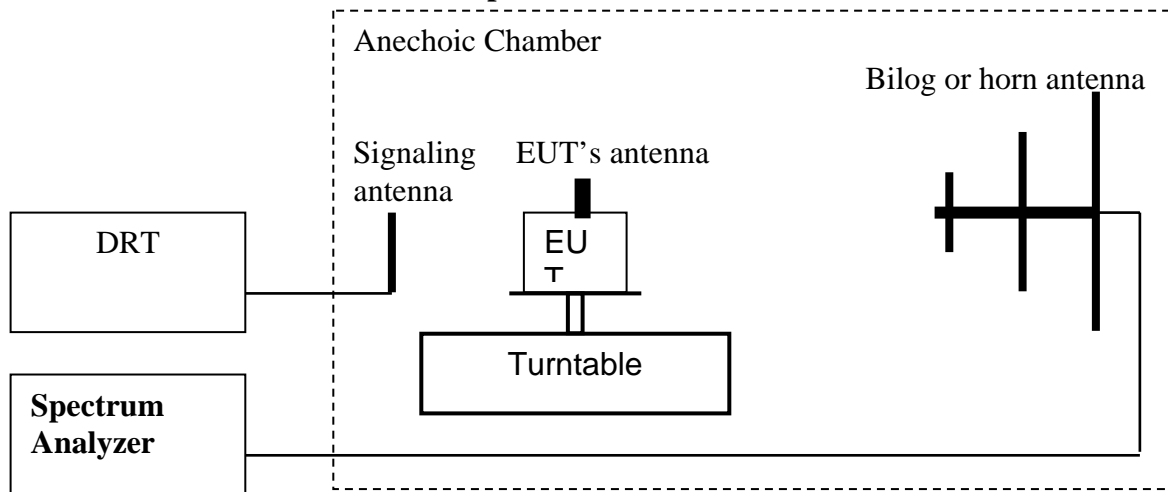 Anechoic Chamber
Bilog or horn antenna
Signaling
antenna
EUT's antenna
DRT
EU
T
Turntable
Spectrum
Analyzer